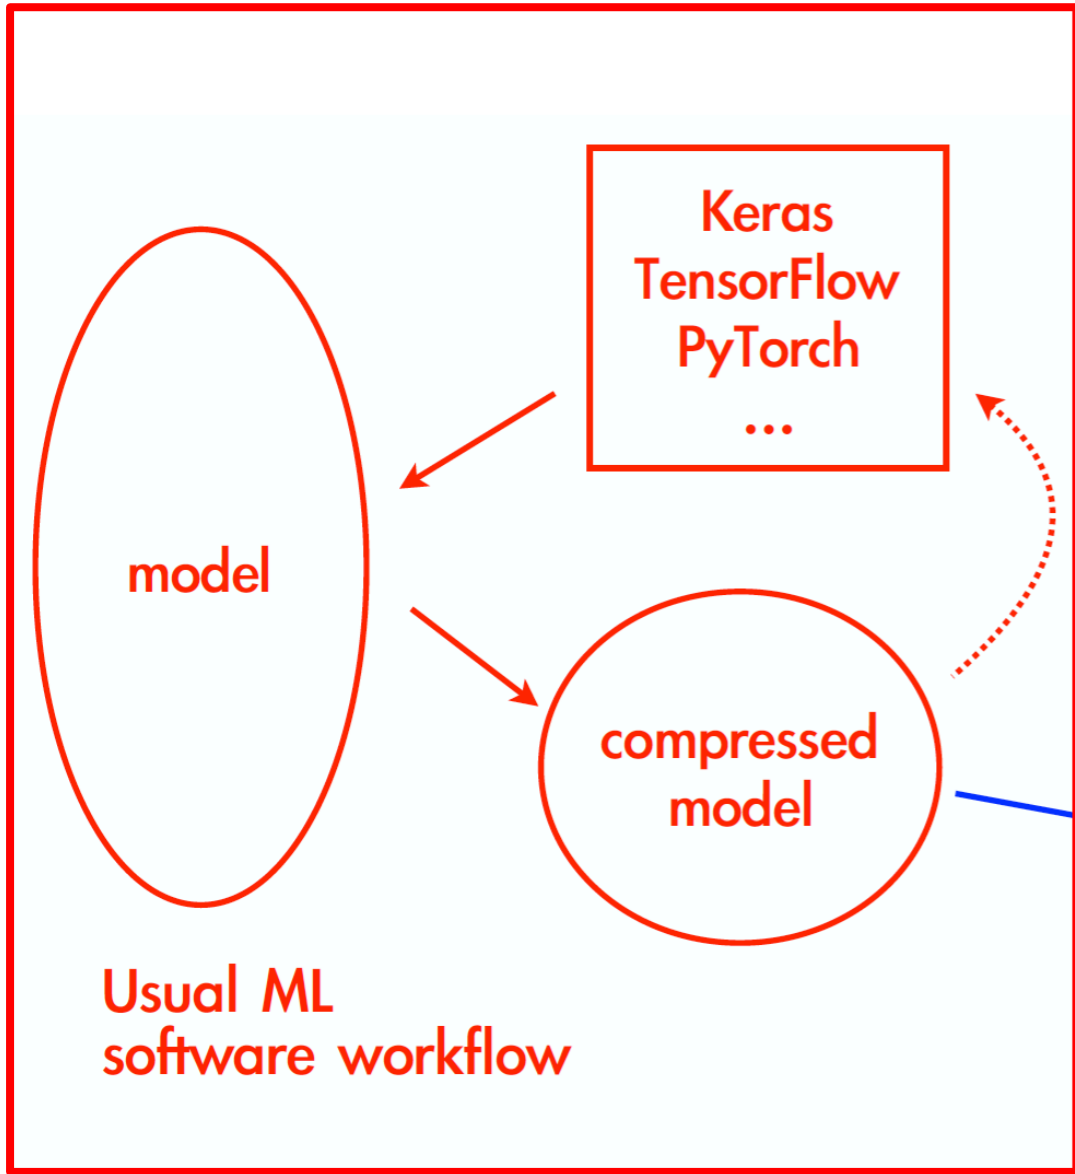 Keras
TensorFlow
PyTorch
...
model
compressed
model
Usual ML
software workflow